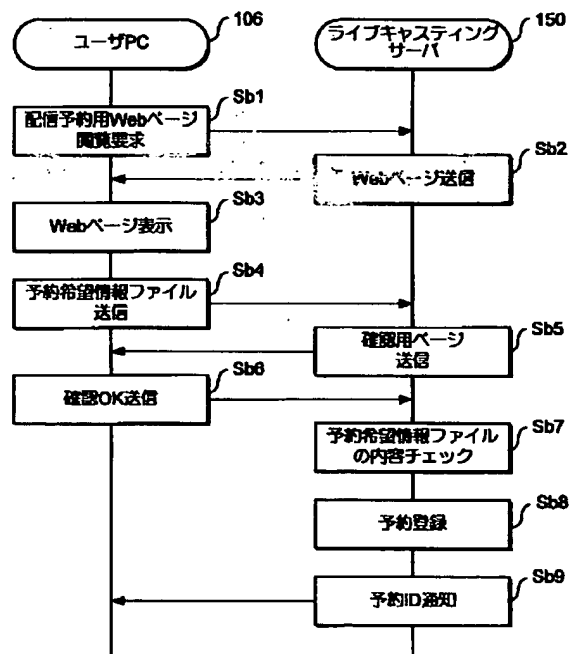 ユーザPC
106
ライブキャスティング
サーバ
150
Sb1
配信予約用Webページ
閲覧要求
Sb2
Webページ送信
Sb3
Webページ表示
Sb4
予約希望情報ファイル
送信
確認用ページ
送信
Sb5
Sb6
確認OK送信
予約希望情報ファイル
の内容チェック
Sb7
Sb8
予約登録
Sb9
予約ID通知